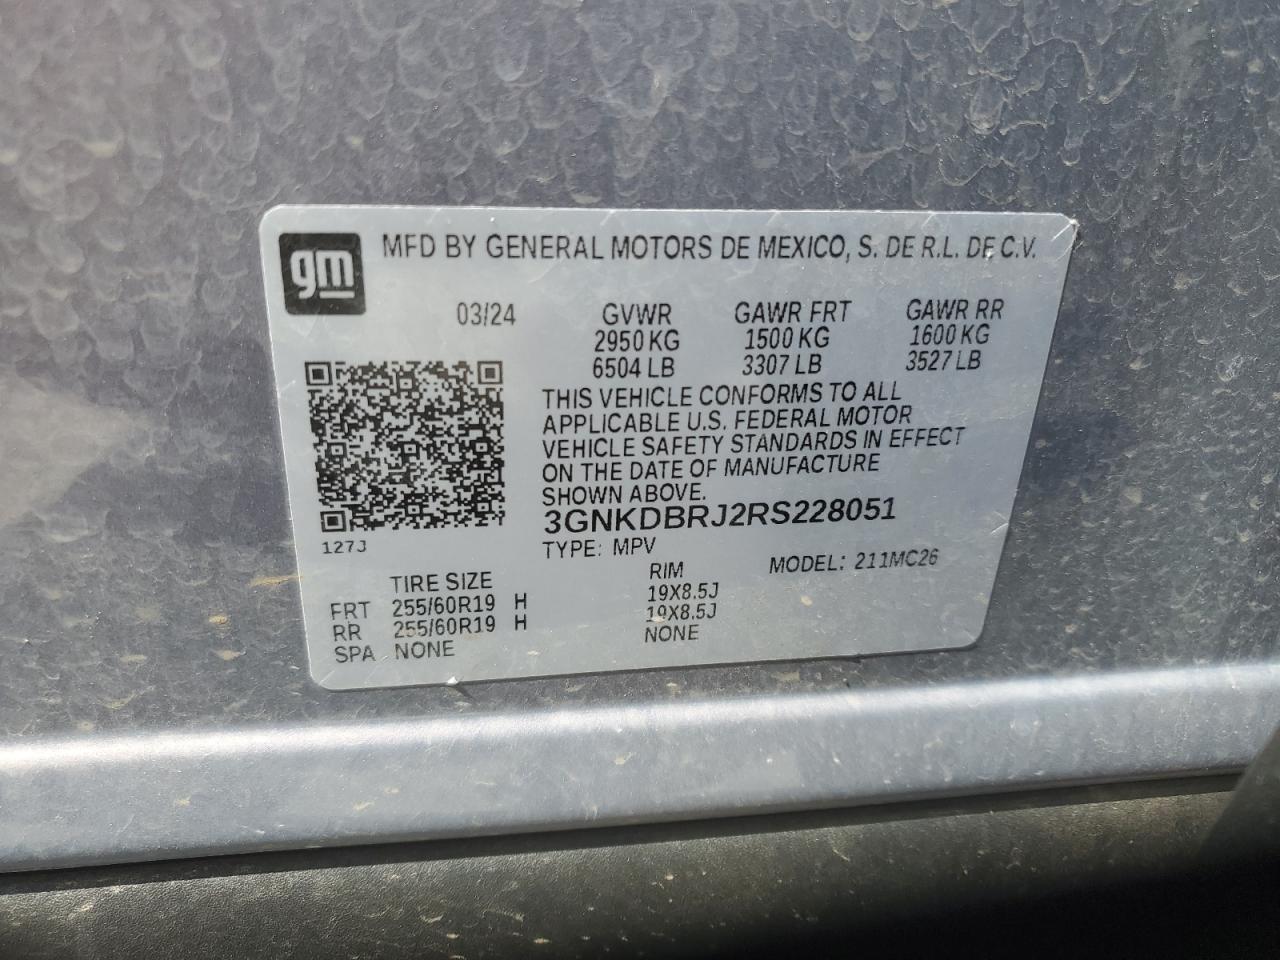 gm
MFD BY GENERAL MOTORS DE MEXICO, S. DE R.L. DE C.V.
03/24 GVWR GAWR FRT GAWR RR
2950 KG 1500 KG 1600 KG
6504 LB 3307 LB 3527 LB
THIS VEHICLE CONFORMS TO ALL
APPLICABLE U.S. FEDERAL MOTOR
VEHICLE SAFETY STANDARDS IN EFFECT
ON THE DATE OF MANUFACTURE
SHOWN ABOVE.
3GNKDBRJ2RS228051
127J
TYPE: MPV MODEL: 211MC26
TIRE SIZE RIM
FRT 255/60R19 H 19X8.5J
RR 255/60R19 H 19X8.5J
SPA NONE NONE